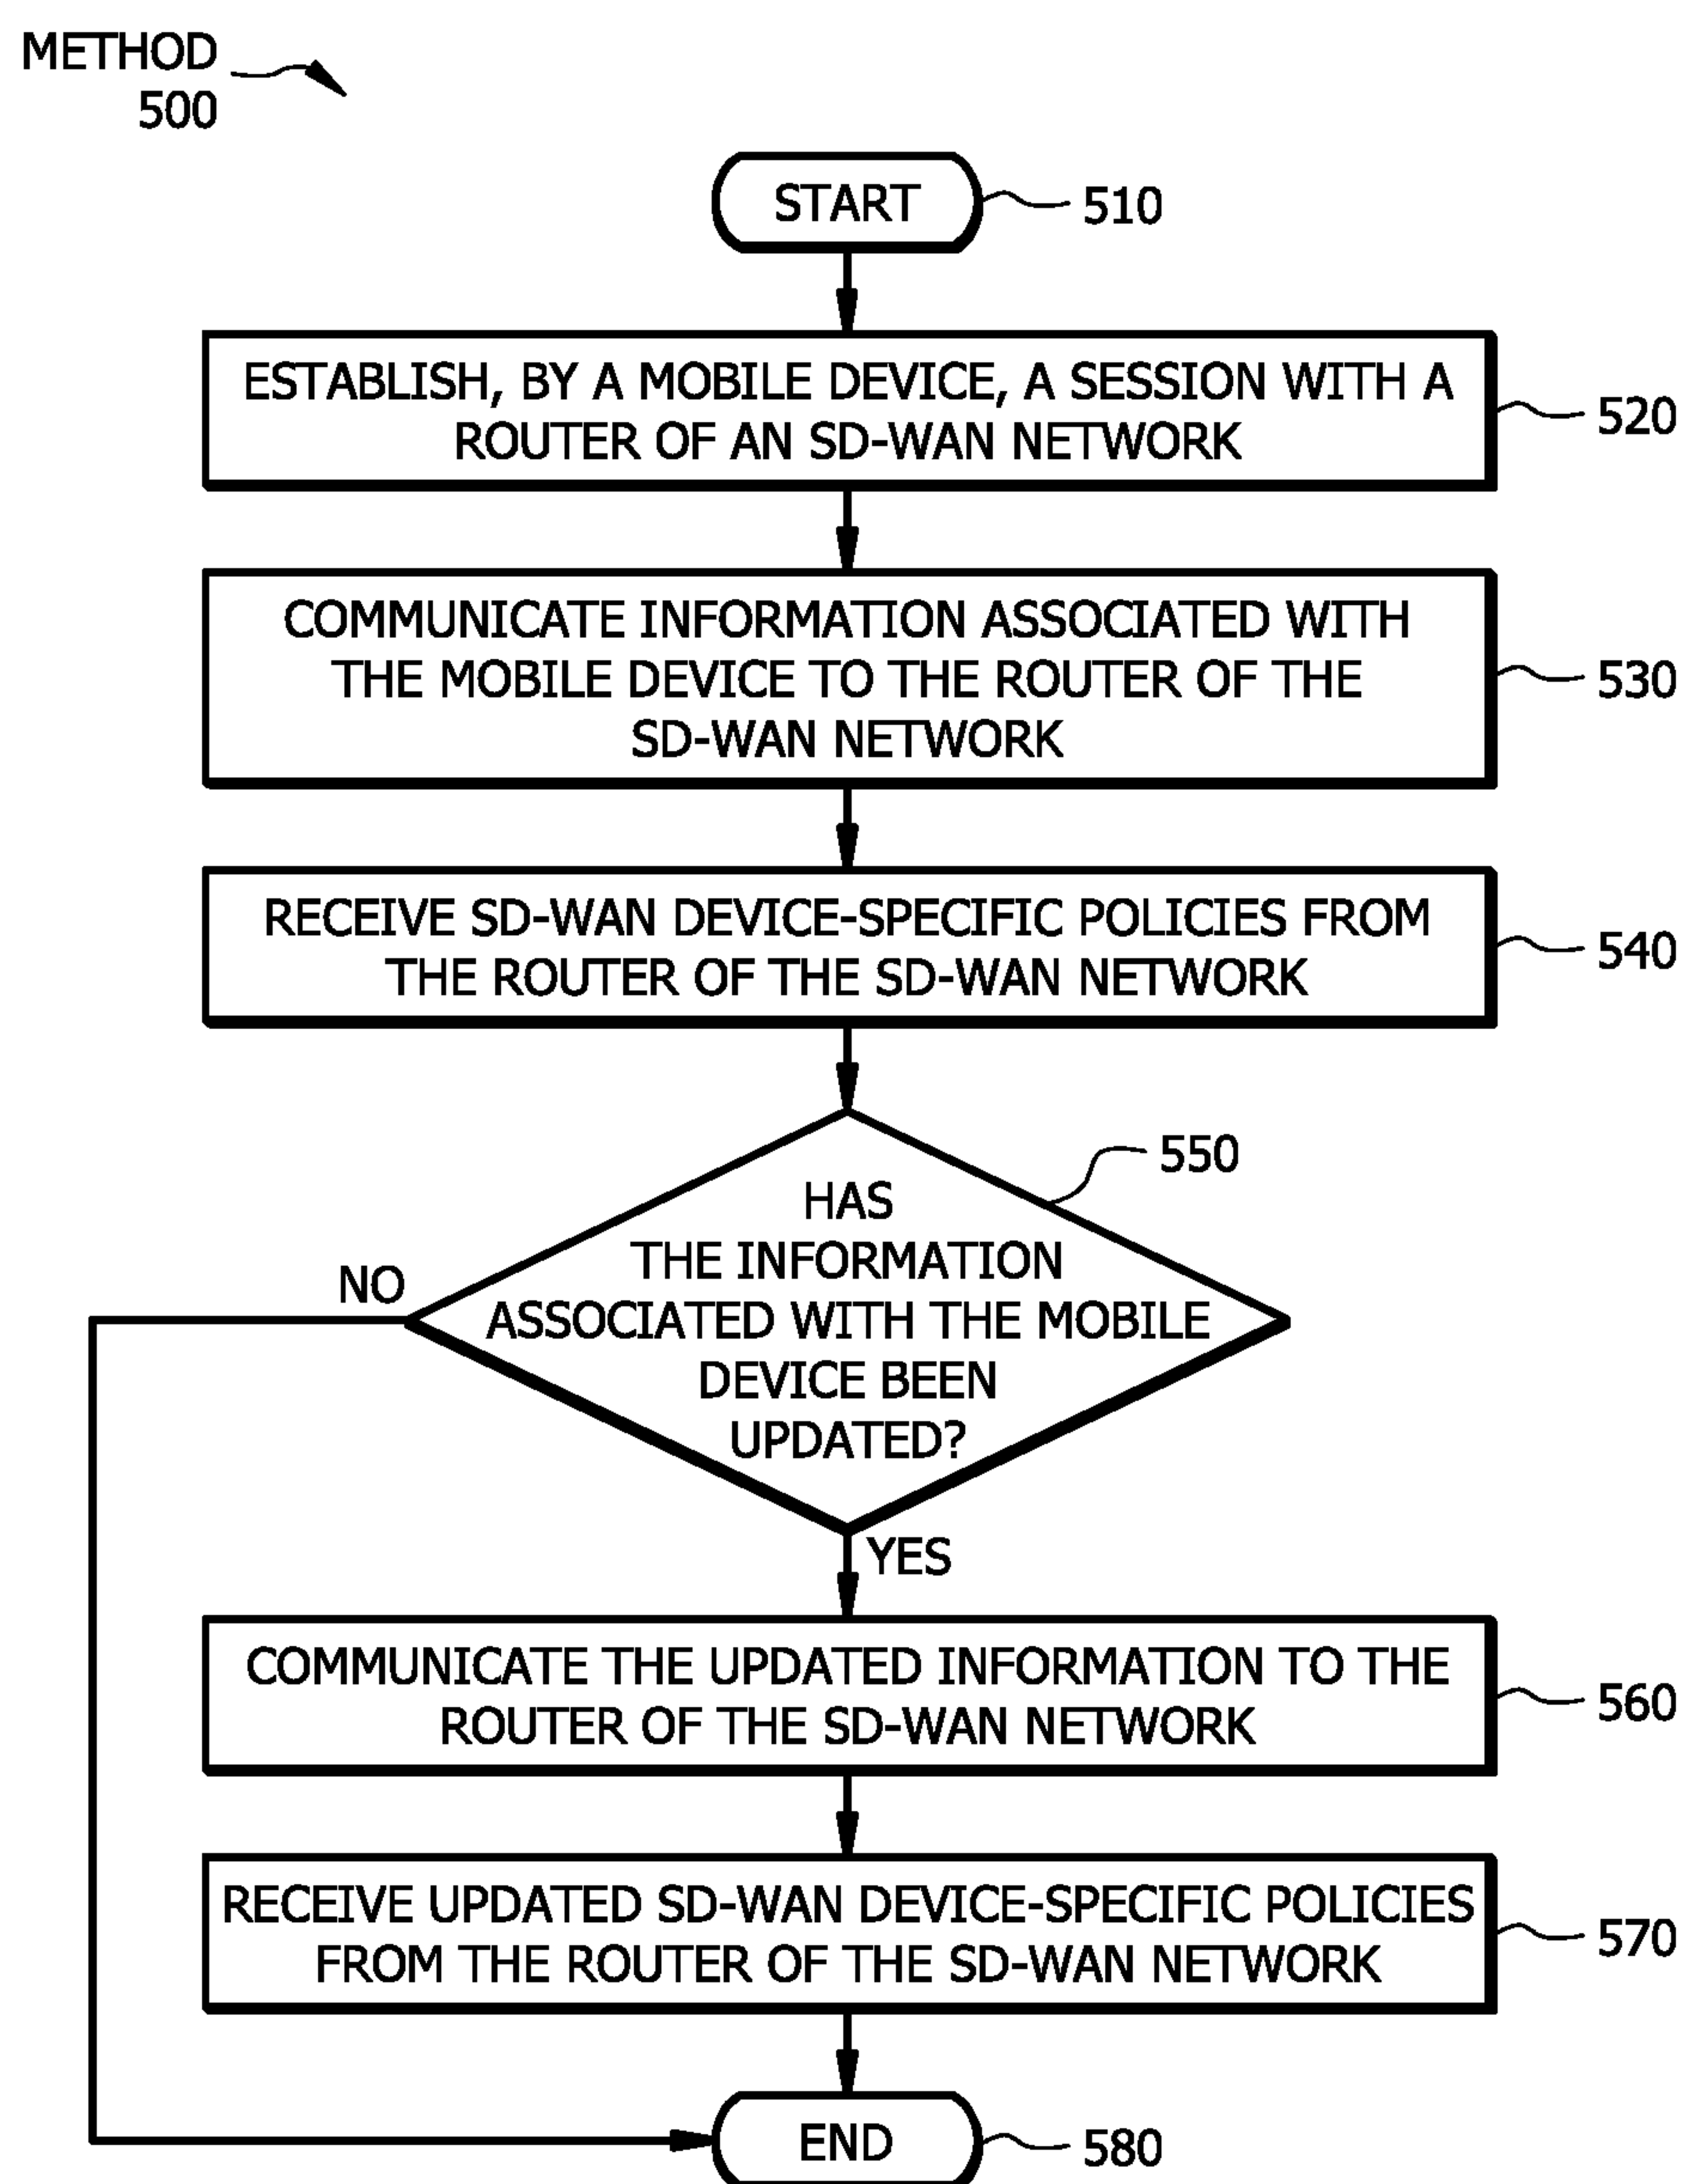 METHOD
500
START
510
ESTABLISH, BY A MOBILE DEVICE, A SESSION WITH A
ROUTER OF AN SD-WAN NETWORK
520
COMMUNICATE INFORMATION ASSOCIATED WITH
THE MOBILE DEVICE TO THE ROUTER OF THE
SD-WAN NETWORK
530
RECEIVE SD-WAN DEVICE-SPECIFIC POLICIES FROM
THE ROUTER OF THE SD-WAN NETWORK
540
550
HAS
THE INFORMATION
ASSOCIATED WITH THE MOBILE
DEVICE BEEN
UPDATED?
NO
YES
COMMUNICATE THE UPDATED INFORMATION TO THE
ROUTER OF THE SD-WAN NETWORK
560
RECEIVE UPDATED SD-WAN DEVICE-SPECIFIC POLICIES
FROM THE ROUTER OF THE SD-WAN NETWORK
570
END
580